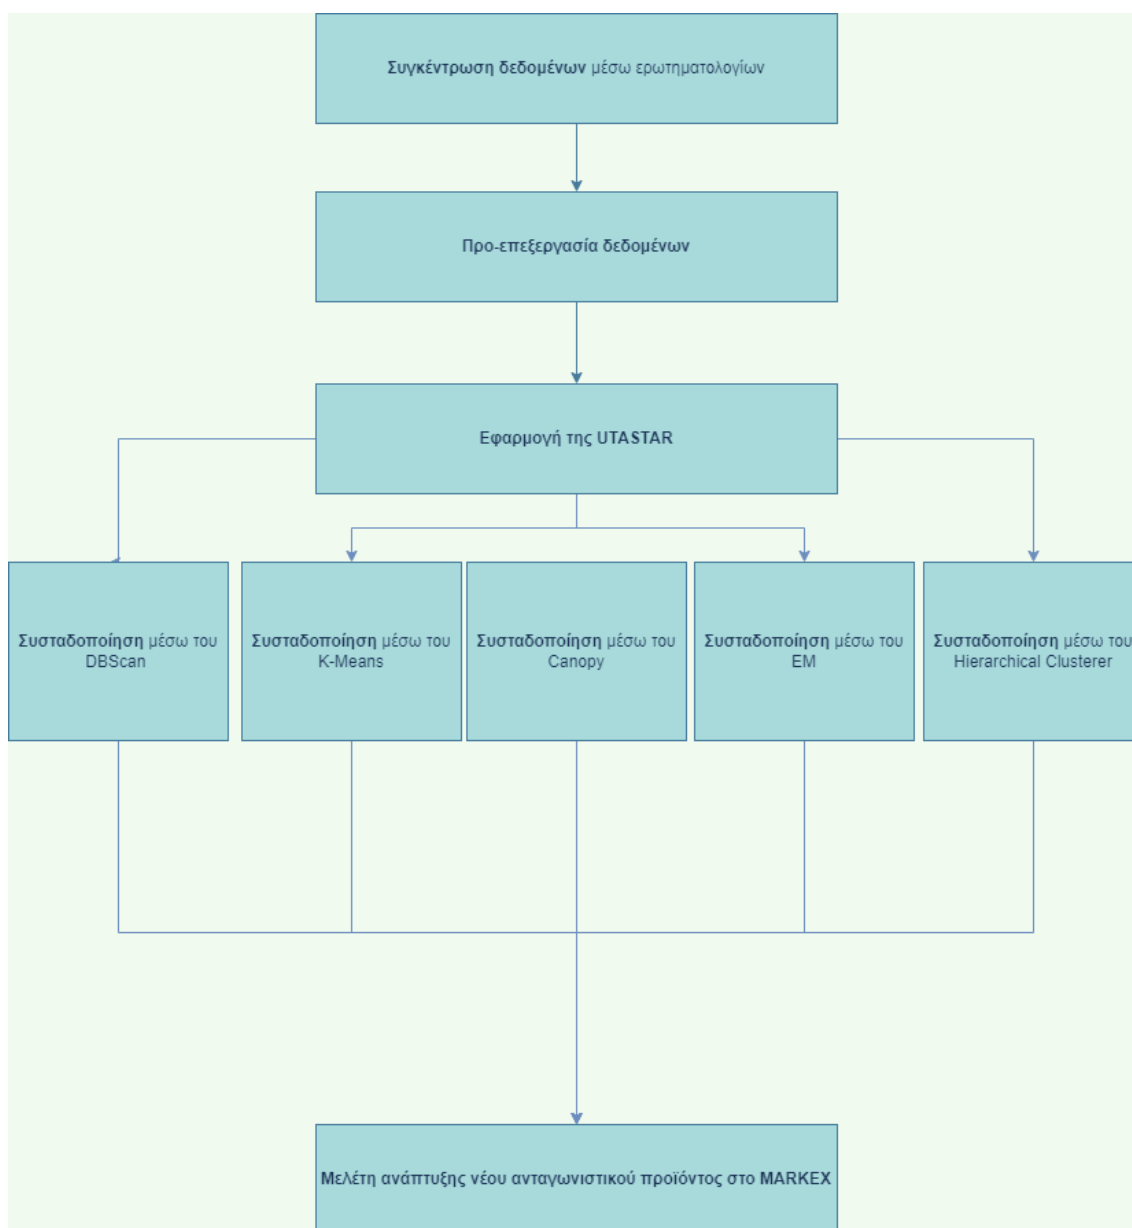 Συγκέντρωση δεδομένων μέσω ερωτηματολογίων
Προ-επεξεργασία δεδομένων
Εφαρμογή της UTASTAR
Συσταδοποίηση μέσω του
DBScan
Συσταδοποίηση μέσω του
K-Means
Συσταδοποίηση μέσω του
Canopy
Συσταδοποίηση μέσω του
EM
Συσταδοποίηση μέσω του
Hierarchical Clusterer
Μελέτη ανάπτυξης νέου ανταγωνιστικού προϊόντος στο MARKEX